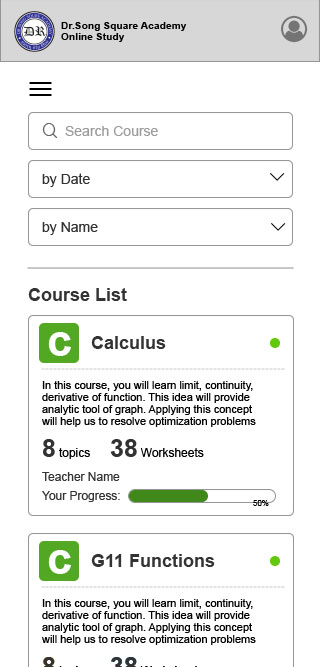 DR
Dr.Song Square Academy
Online Study
Search Course
by Date
by Name
Course List
C
Calculus
In this course, you will learn limit, continuity,
derivative of function. This idea will provide
analytic tool of graph. Applying this concept
will help us to resolve optimization problems
8 topics 38 Worksheets
Teacher Name
Your Progress: 50%
C
G11 Functions
In this course, you will learn limit, continuity,
derivative of function. This idea will provide
analytic tool of graph. Applying this concept
will help us to resolve optimization problems
8 topics 38 Worksheets